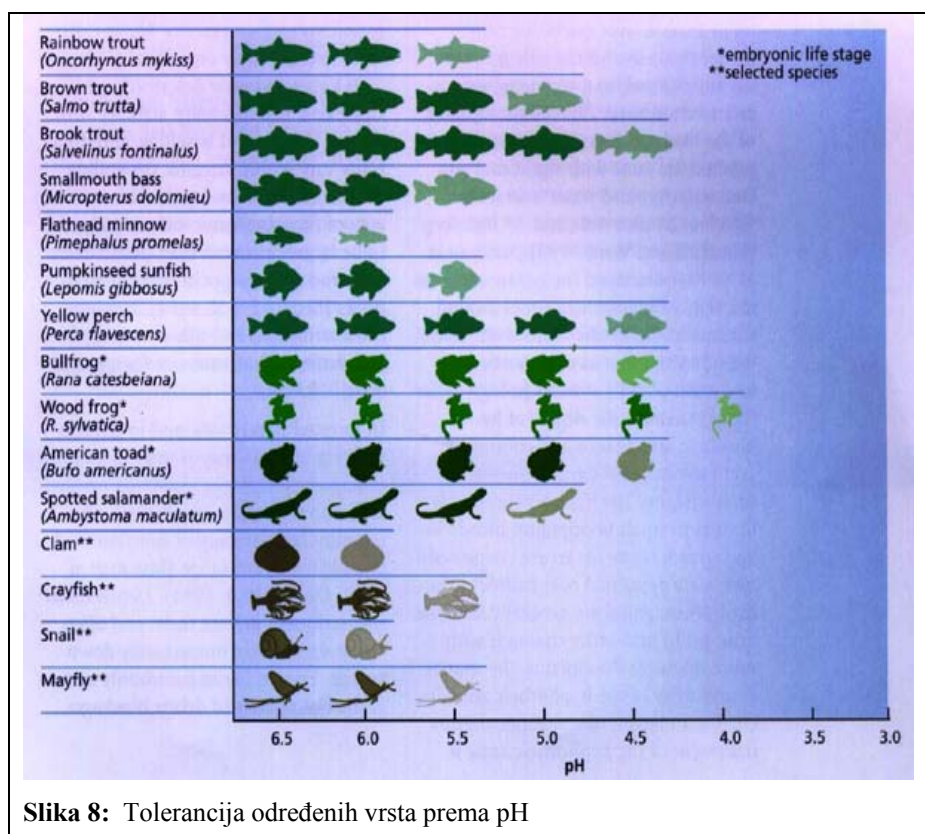 *embryonic life stage
**selected species
Rainbow trout
(Oncorhyncus mykiss)
Brown trout
(Salmo trutta)
Brook trout
(Salvelinus fontinalus)
Smallmouth bass
(Micropterus dolomieu)
Flathead minnow
(Pimephalus promelas)
Pumpkinseed sunfish
(Lepomis gibbosus)
Yellow perch
(Perca flavescens)
Bullfrog*
(Rana catesbeiana)
Wood frog*
(R. sylvatica)
American toad*
(Bufo americanus)
Spotted salamander*
(Ambystoma maculatum)
Clam**
Crayfish**
Snail**
Mayfly**
6.5 6.0 5.5 5.0 4.5 4.0 3.5 3.0
pH
Slika 8: Tolerancija određenih vrsta prema pH